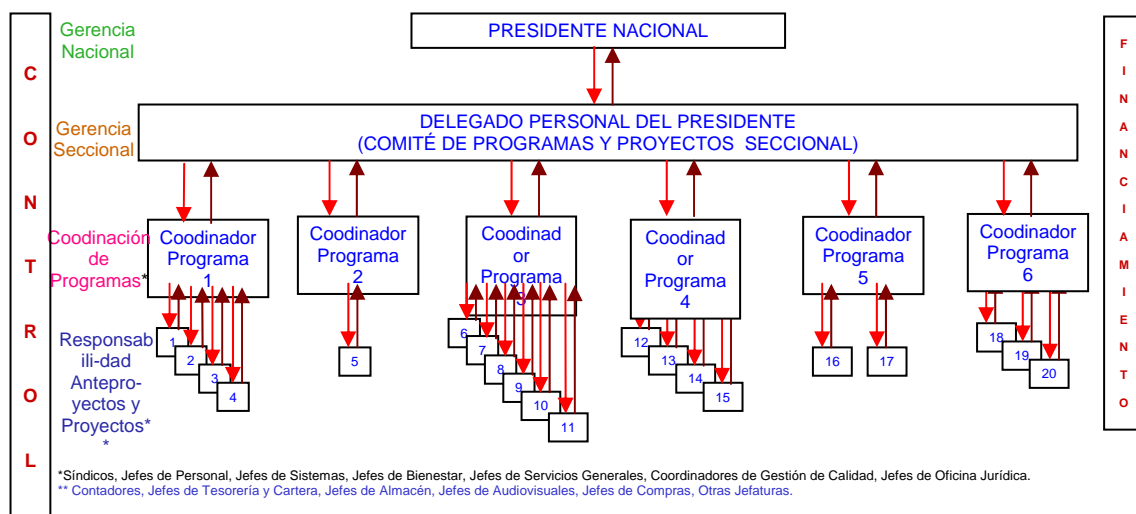 CONTROL
Gerencia
Nacional
PRESIDENTE NACIONAL
FINANCIAMIENTO
Gerencia
Seccional
DELEGADO PERSONAL DEL PRESIDENTE
(COMITÉ DE PROGRAMAS Y PROYECTOS SECCIONAL)
Coodinación
de
Programas*
Coodinador
Programa
1
Coodinador
Programa
2
Coodinad
or
Programa
3
Coodinad
or
Programa
4
Coodinador
Programa
5
Coodinador
Programa
6
Responsab
ili-dad
Antepro-
yectos y
Proyectos*
*
1
2
3
4
5
6
7
8
9
10
11
12
13
14
15
16
17
18
19
20
*Síndicos, Jefes de Personal, Jefes de Sistemas, Jefes de Bienestar, Jefes de Servicios Generales, Coordinadores de Gestión de Calidad, Jefes de Oficina Jurídica.
** Contadores, Jefes de Tesorería y Cartera, Jefes de Almacén, Jefes de Audiovisuales, Jefes de Compras, Otras Jefaturas.